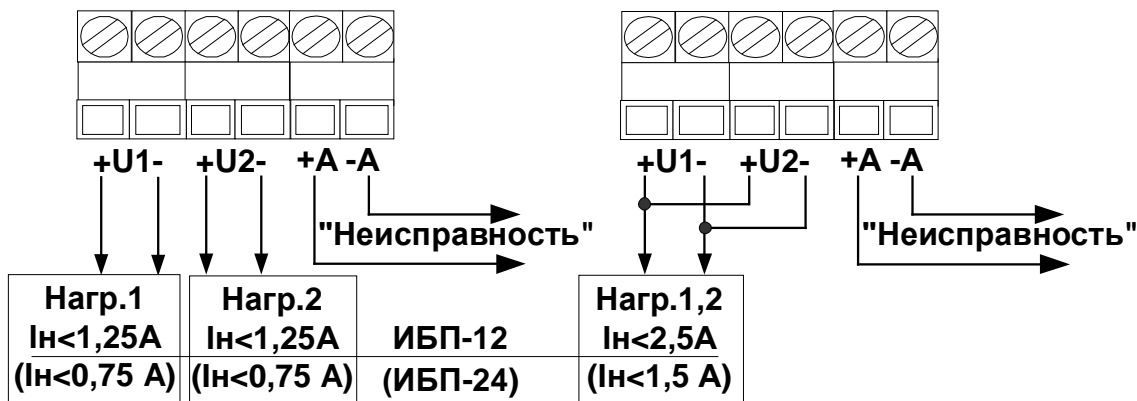 +U1- +U2- +A -A
"Неисправность"
Нагр.1
Iн<1,25А
(Iн<0,75 А)
Нагр.2
Iн<1,25А
(Iн<0,75 А)
ИБП-12
(ИБП-24)
+U1- +U2- +A -A
"Неисправность"
Нагр.1,2
Iн<2,5А
(Iн<1,5 А)